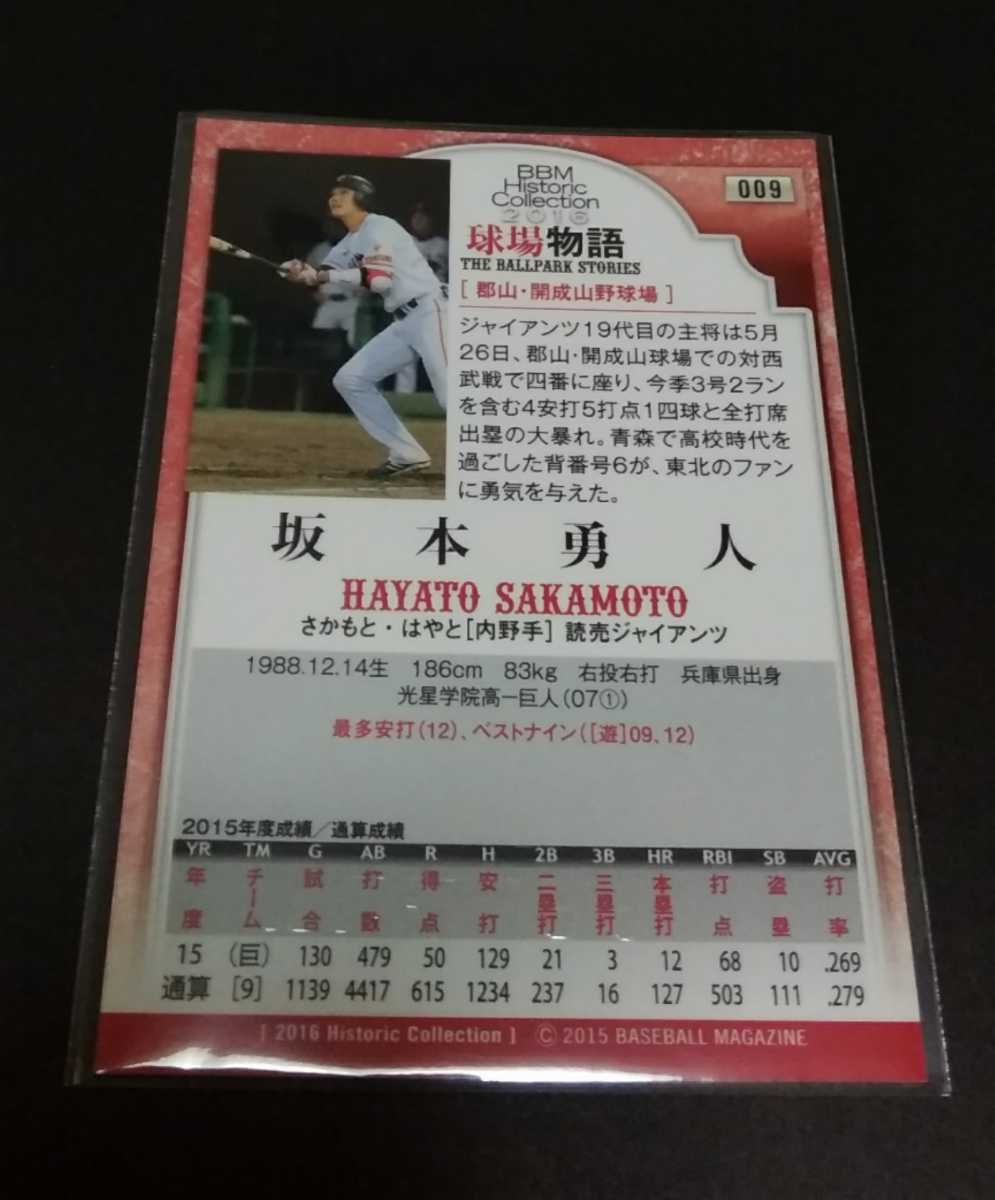 009
BBM
Historic
Collection
2016
球場物語
THE BALLPARK STORIES
[ 郡山・開成山野球場 ]
ジャイアンツ19代目の主将は5月
26日、郡山・開成山球場での対西
武戦で四番に座り、今季3号2ラン
を含む4安打5打点1四球と全打席
出塁の大暴れ。青森で高校時代を
過ごした背番号6が、東北のファン
に勇気を与えた。
坂本勇人
HAYATO SAKAMOTO
さかもと・はやと[内野手] 読売ジャイアンツ
1988.12.14生 186cm 83kg 右投右打 兵庫県出身
光星学院高ー巨人(07①)
最多安打(12)、ベストナイン([遊]09、12)
2015年度成績/通算成績
YR TM G AB R H 2B 3B HR RBI SB AVG
年度 チーム 試合 打数 得点 安打 二塁打 三塁打 本塁打 打点 盗塁 打率
15 (巨) 130 479 50 129 21 3 12 68 10 .269
通算 [9] 1139 4417 615 1234 237 16 127 503 111 .279
[ 2016 Historic Collection ] © 2015 BASEBALL MAGAZINE